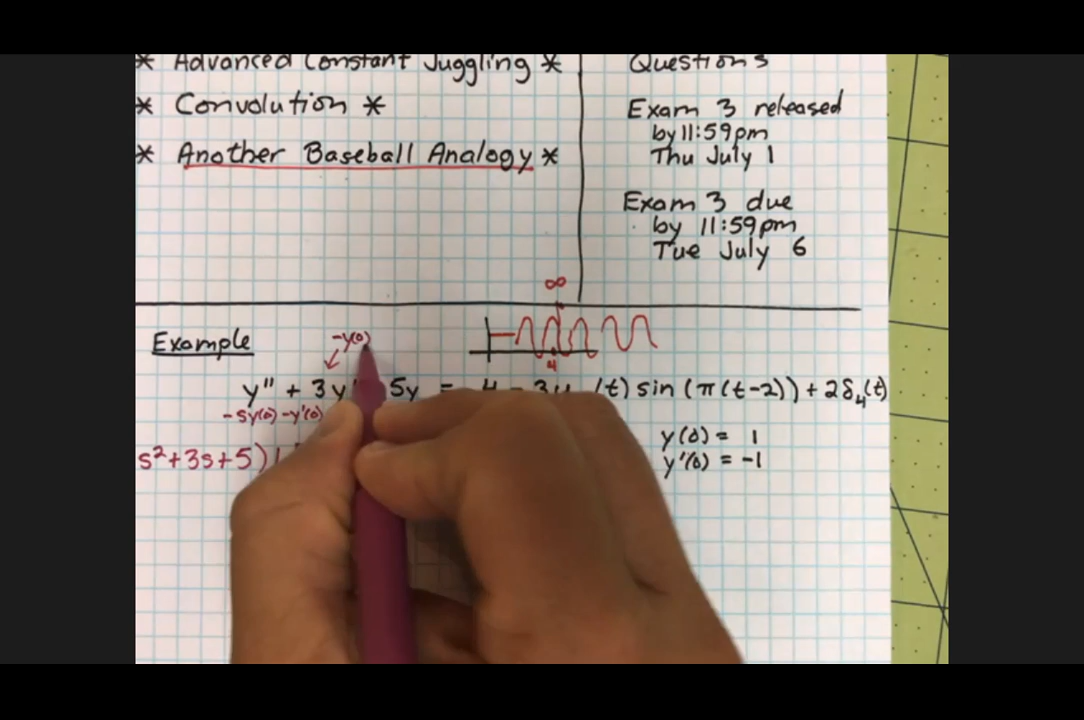 * Advanced Constant Juggling *
* Convolution *
* Another Baseball Analogy *
Questions
Exam 3 released
by 11:59pm
Thu July 1
Exam 3 due
by 11:59pm
Tue July 6
∞
4
Example
-y(0)
y" + 3y 5y = 4 - 3u (t) sin (π(t-2)) + 2δ₄(t)
-sy(0) -y'(0)
s²+3s+5)
y(0) = 1
y'(0) = -1